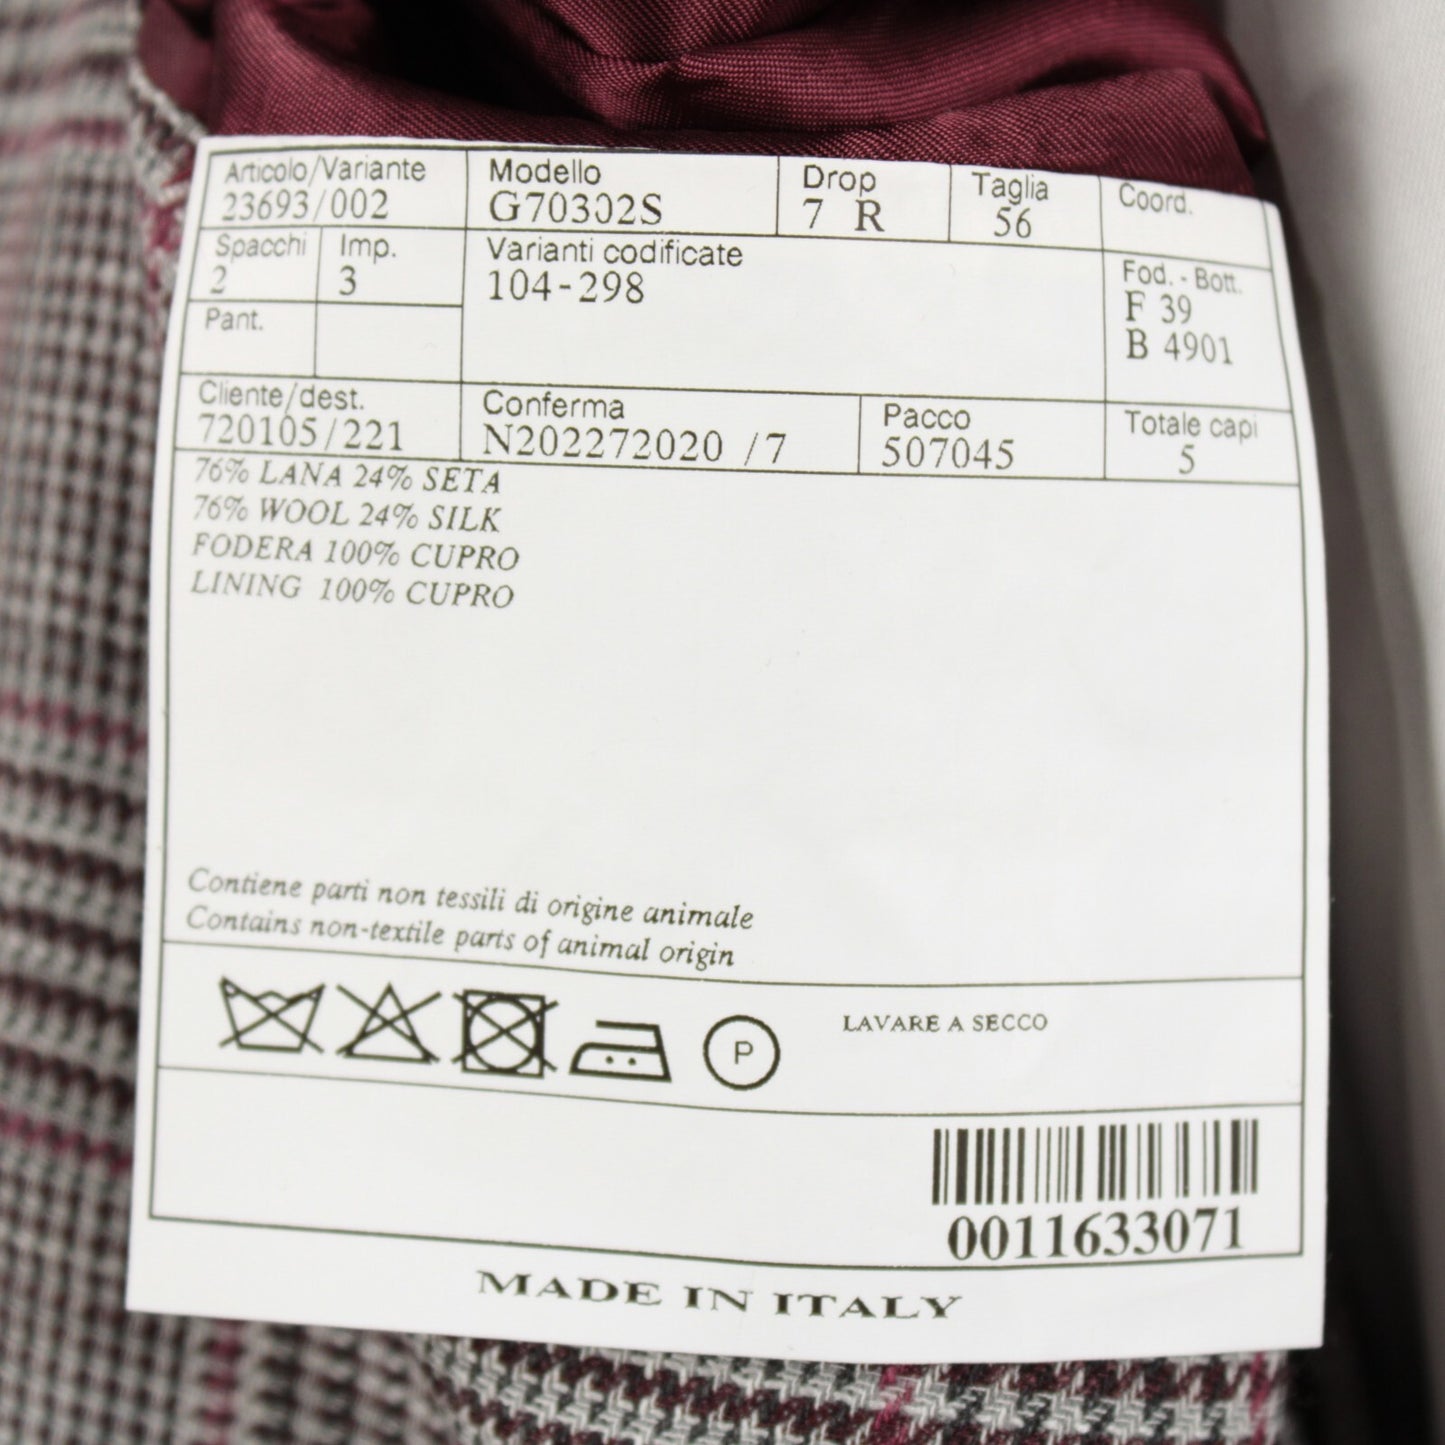 Articolo/Variante Modello Drop Taglia Coord.
23693/002 G70302S 7 R 56
Spacchi Imp. Varianti codificate Fod. - Bott.
2 3 104-298 F 39
Pant. B 4901
Cliente/dest. Conferma Pacco Totale capi
720105/221 N202272020 /7 507045 5
76% LANA 24% SETA
76% WOOL 24% SILK
FODERA 100% CUPRO
LINING 100% CUPRO
Contiene parti non tessili di origine animale
Contains non-textile parts of animal origin
P LAVARE A SECCO
0011633071
MADE IN ITALY